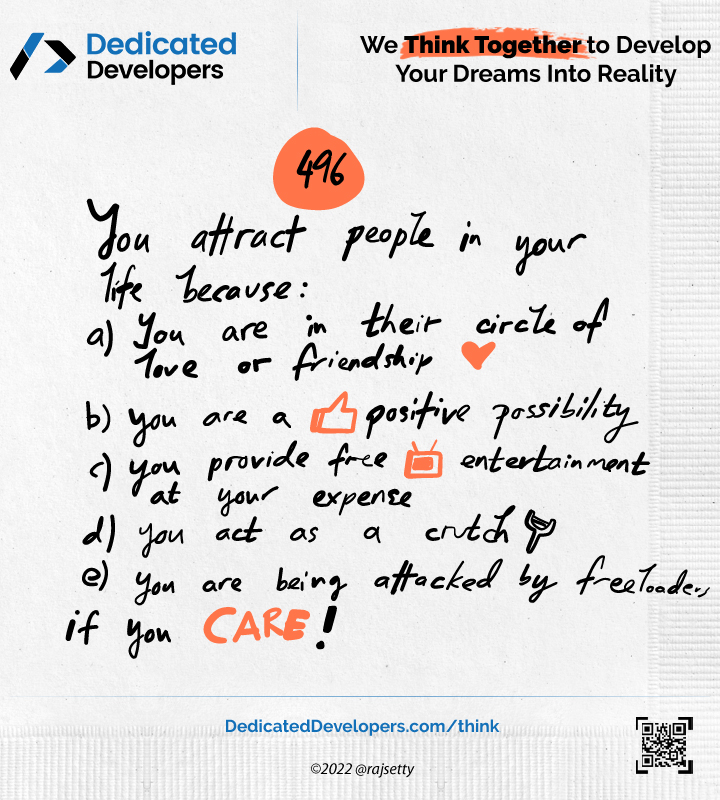 Dedicated
Developers
We Think Together to Develop
Your Dreams Into Reality
496
You attract people in your
life because:
a) You are in their circle of
love or friendship
b) you are a positive possibility
c) you provide free entertainment
at your expense
d) you act as a crutch
e) you are being attacked by freeloaders
if you CARE!
DedicatedDevelopers.com/think
©2022 @rajsetty